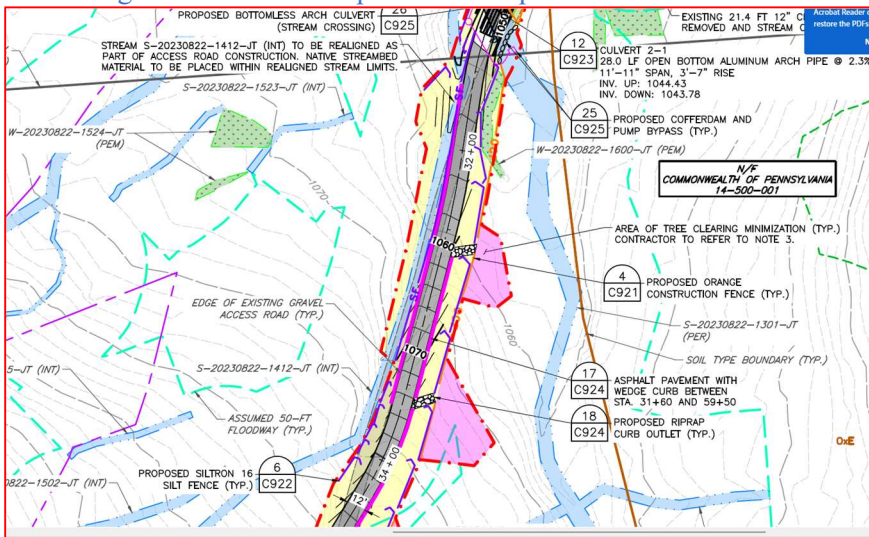 PROPOSED BOTTOMLESS ARCH CULVERT
(STREAM CROSSING)
C925
STREAM S-20230822-1412-JT (INT) TO BE REALIGNED AS
PART OF ACCESS ROAD CONSTRUCTION. NATIVE STREAMBED
MATERIAL TO BE PLACED WITHIN REALIGNED STREAM LIMITS.
S-20230822-1523-JT (INT)
W-20230822-1524-JT
(PEM)
1070
1050
EXISTING 21.4 FT 12"
REMOVED AND STREAM
Acrobat Reader
restore the PDFs
12
C923
CULVERT 2-1
28.0 LF OPEN BOTTOM ALUMINUM ARCH PIPE @ 2.3%
11'-11" SPAN, 3'-7" RISE
INV. UP: 1044.43
INV. DOWN: 1043.78
25
C925
PROPOSED COFFERDAM AND
PUMP BYPASS (TYP.)
W-20230822-1600-JT (PEM)
32+00
N/F
COMMONWEALTH OF PENNSYLVANIA
14-500-001
1060
AREA OF TREE CLEARING MINIMIZATION (TYP.)
CONTRACTOR TO REFER TO NOTE 3.
4
C921
PROPOSED ORANGE
CONSTRUCTION FENCE (TYP.)
SF
EDGE OF EXISTING GRAVEL
ACCESS ROAD (TYP.)
1060
S-20230822-1301-JT
(PER)
1070
SOIL TYPE BOUNDARY (TYP.)
5-JT (INT)
S-20230822-1412-JT (INT)
17
C924
ASPHALT PAVEMENT WITH
WEDGE CURB BETWEEN
STA. 31+60 AND 59+50
ASSUMED 50-FT
FLOODWAY (TYP.)
18
C924
PROPOSED RIPRAP
CURB OUTLET (TYP.)
OxE
34+00
PROPOSED SILTRON 16
SILT FENCE (TYP.)
6
C922
822-1502-JT (INT)
12'